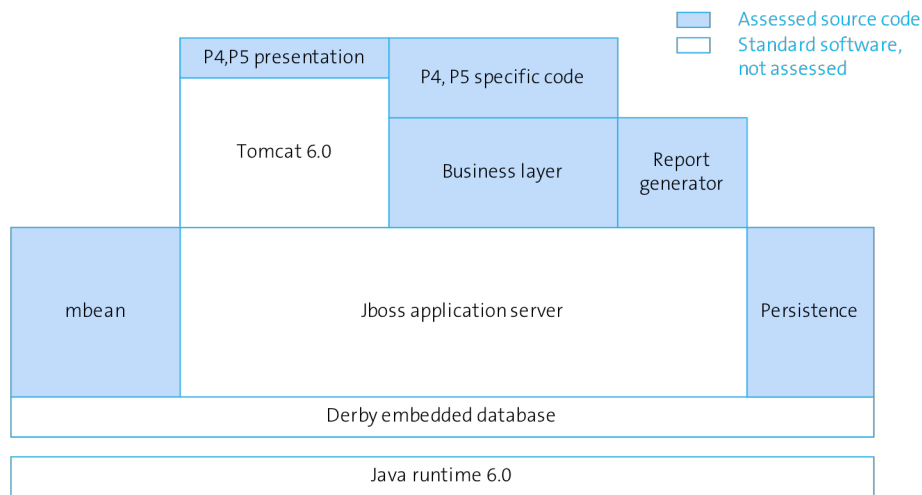 Assessed source code
Standard software,
not assessed
P4,P5 presentation
P4, P5 specific code
Tomcat 6.0
Business layer
Report
generator
mbean
Jboss application server
Persistence
Derby embedded database
Java runtime 6.0